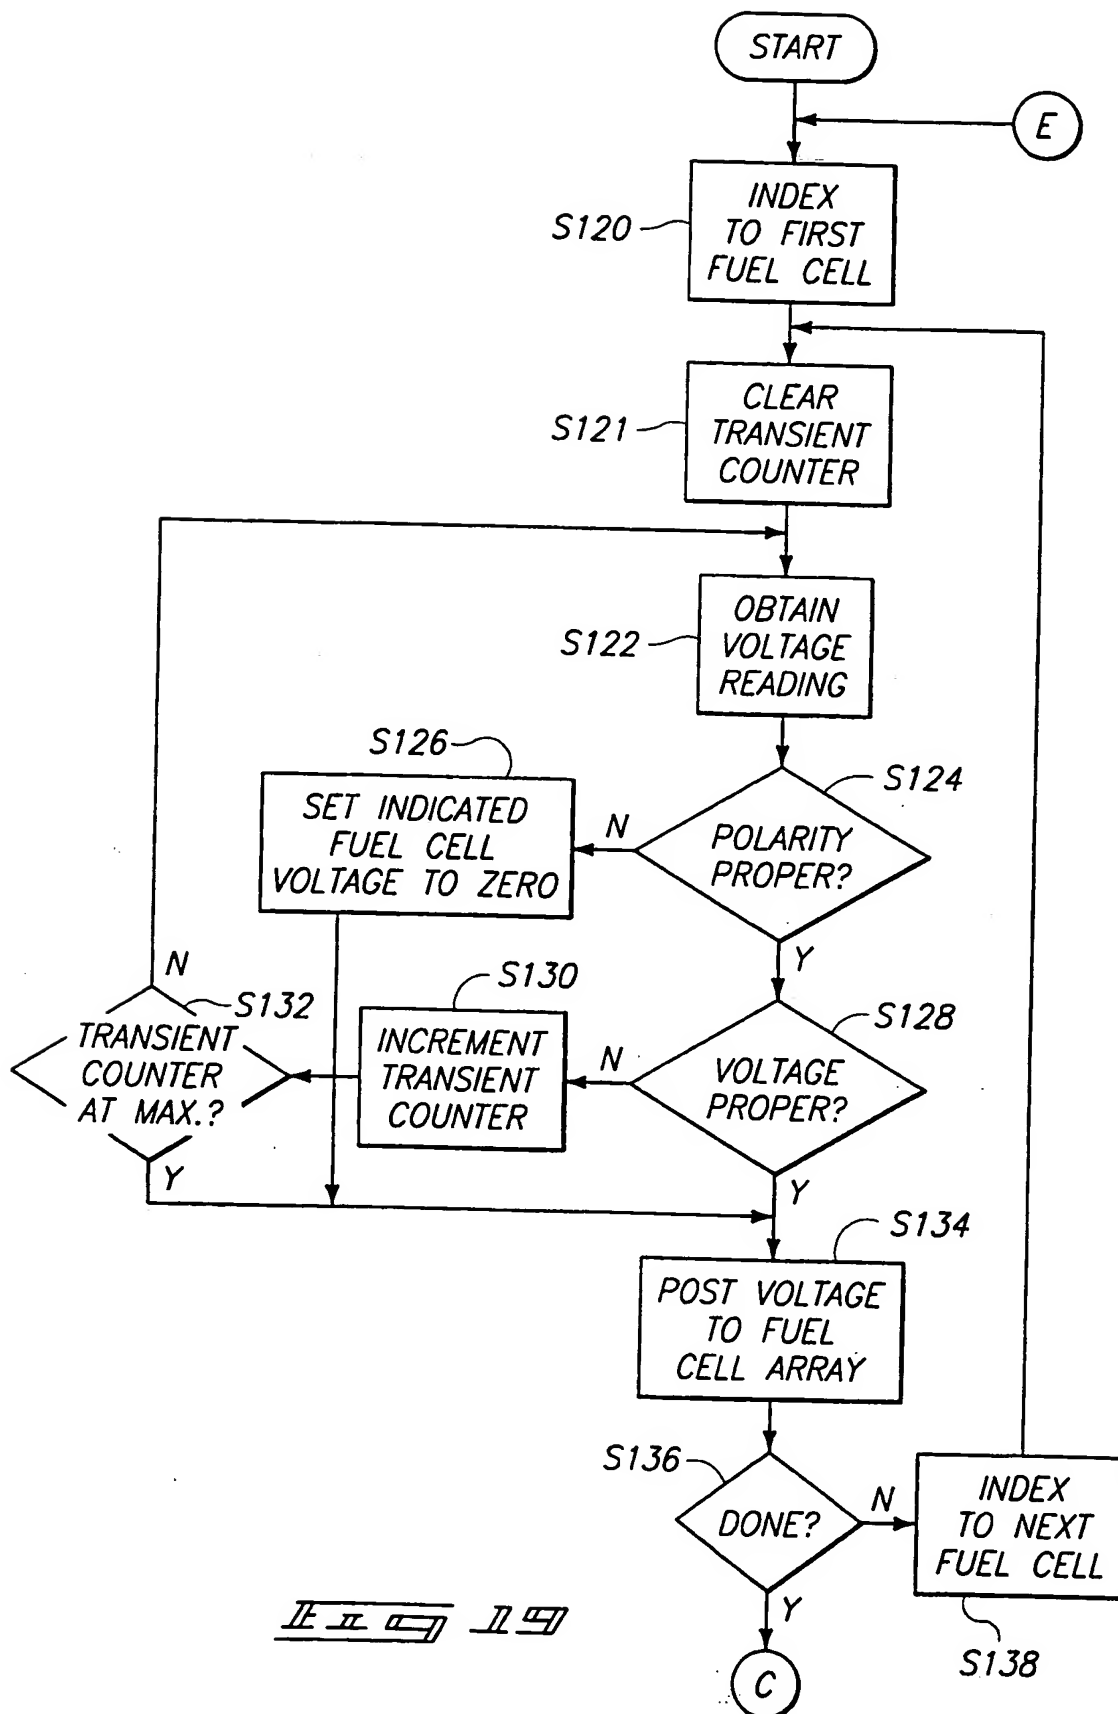 START
E
INDEX
TO FIRST
FUEL CELL
S120
CLEAR
TRANSIENT
COUNTER
S121
OBTAIN
VOLTAGE
READING
S122
S126
SET INDICATED
FUEL CELL
VOLTAGE TO ZERO
N
S124
POLARITY
PROPER?
Y
N
S132
TRANSIENT
COUNTER
AT MAX.?
Y
S130
INCREMENT
TRANSIENT
COUNTER
N
S128
VOLTAGE
PROPER?
Y
S134
POST VOLTAGE
TO FUEL
CELL ARRAY
S136
DONE?
N
INDEX
TO NEXT
FUEL CELL
S138
Y
C
FIG 19